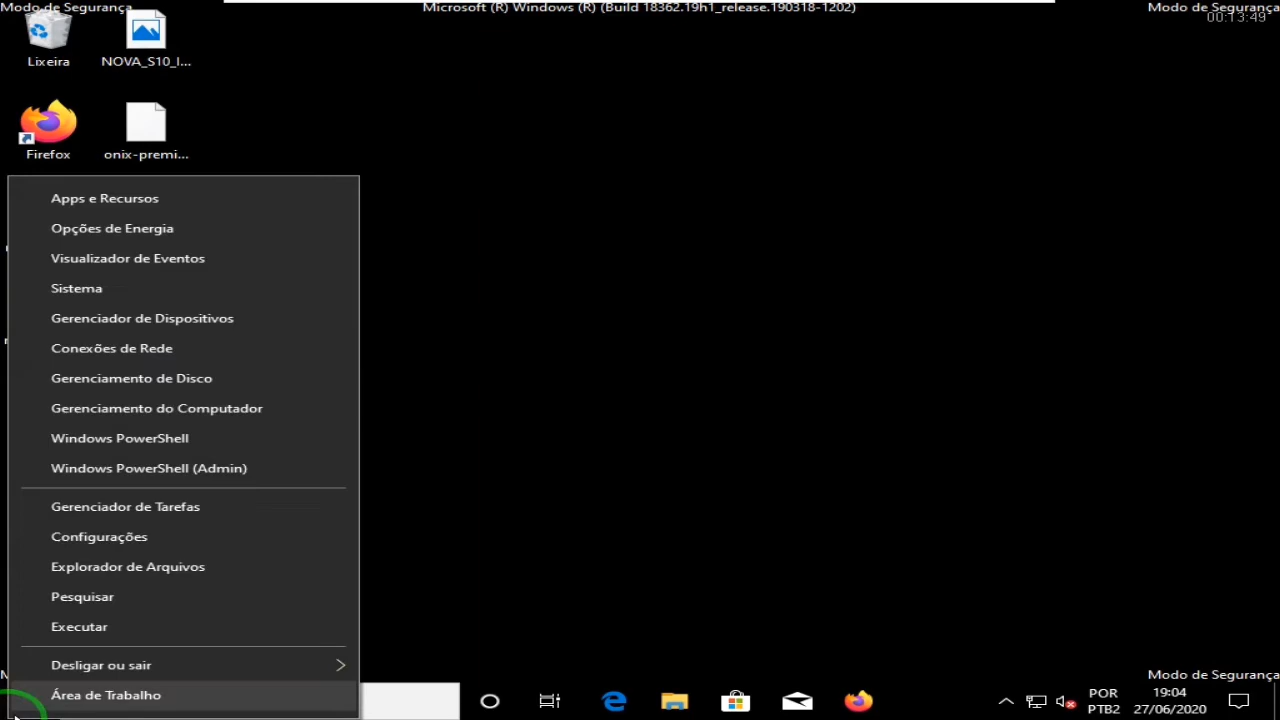 Modo de Segurança
Microsoft (R) Windows (R) (Build 18362.19h1_release.190318-1202)
Modo de Segurança
00:13:49
Lixeira
NOVA_S10_I...
Firefox
onix-premi...
Apps e Recursos
Opções de Energia
Visualizador de Eventos
Sistema
Gerenciador de Dispositivos
Conexões de Rede
Gerenciamento de Disco
Gerenciamento do Computador
Windows PowerShell
Windows PowerShell (Admin)
Gerenciador de Tarefas
Configurações
Explorador de Arquivos
Pesquisar
Executar
Desligar ou sair
Área de Trabalho
Modo de Segurança
POR
PTB2
19:04
27/06/2020